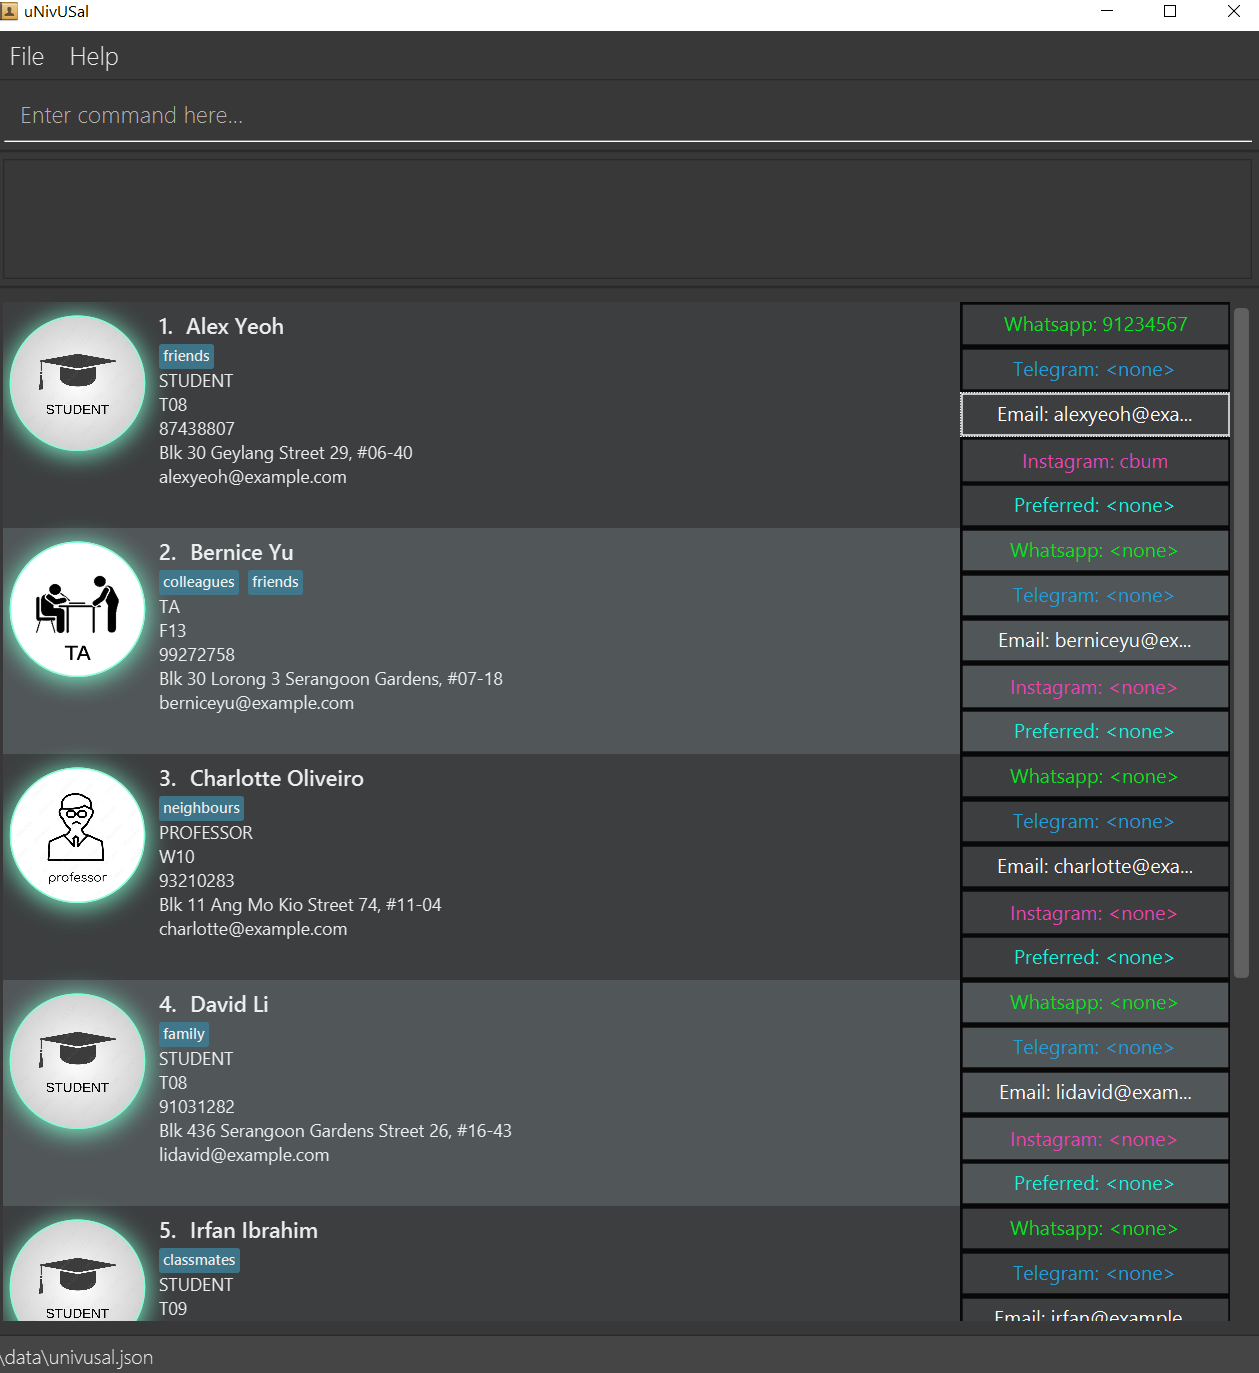 uNivUSal
File Help
Enter command here...
1. Alex Yeoh
friends
STUDENT
T08
87438807
Blk 30 Geylang Street 29, #06-40
alexyeoh@example.com
STUDENT
Whatsapp: 91234567
Telegram: <none>
Email: alexyeoh@exa...
Instagram: cbum
Preferred: <none>
2. Bernice Yu
colleagues friends
TA
F13
99272758
Blk 30 Lorong 3 Serangoon Gardens, #07-18
berniceyu@example.com
TA
Whatsapp: <none>
Telegram: <none>
Email: berniceyu@ex...
Instagram: <none>
Preferred: <none>
3. Charlotte Oliveiro
neighbours
PROFESSOR
W10
93210283
Blk 11 Ang Mo Kio Street 74, #11-04
charlotte@example.com
professor
Whatsapp: <none>
Telegram: <none>
Email: charlotte@exa...
Instagram: <none>
Preferred: <none>
4. David Li
family
STUDENT
T08
91031282
Blk 436 Serangoon Gardens Street 26, #16-43
lidavid@example.com
STUDENT
Whatsapp: <none>
Telegram: <none>
Email: lidavid@exam...
Instagram: <none>
Preferred: <none>
5. Irfan Ibrahim
classmates
STUDENT
T09
STUDENT
Whatsapp: <none>
Telegram: <none>
Email: irfan@example
\data\univusal.json